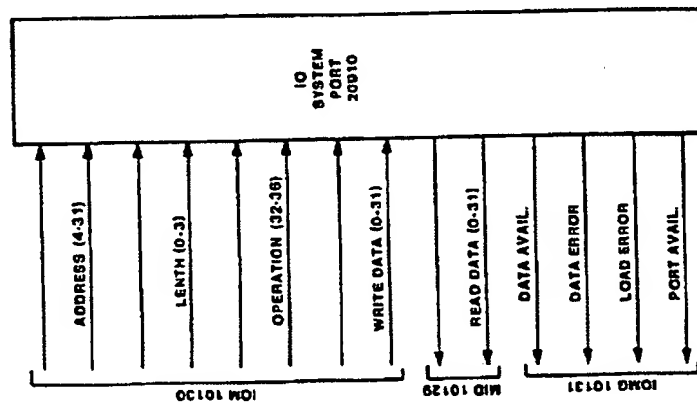 IO
SYSTEM
PORT
20910
ADDRESS (4-31)
LENTH (0-3)
OPERATION (32-36)
WRITE DATA (0-31)
READ DATA (0-31)
DATA AVAIL.
DATA ERROR
LOAD ERROR
PORT AVAIL.
IOM 10130
MID 10129
IOMC 10131